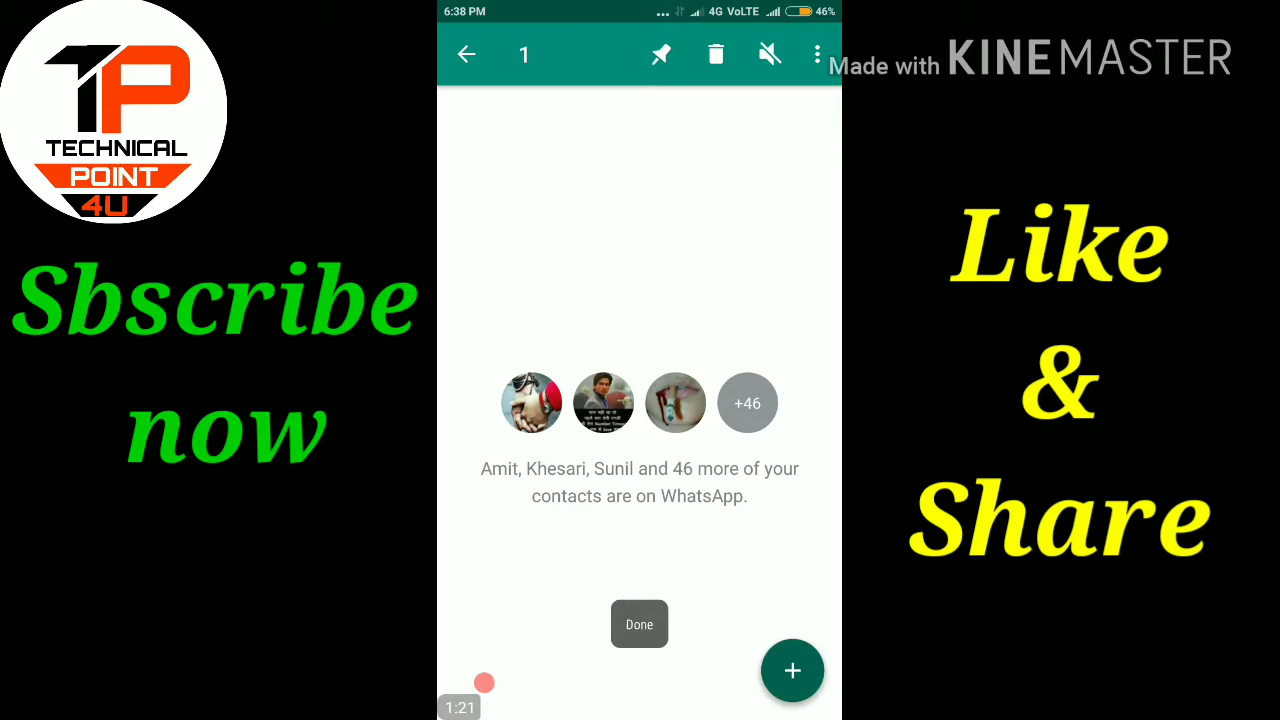 6:38 PM
... 4G VoLTE 46%
1
Made with KINEMASTER
TECHNICAL
POINT
4U
Sbscribe
now
Like
&
Share
+46
Amit, Khesari, Sunil and 46 more of your
contacts are on WhatsApp.
Done
+
1:21